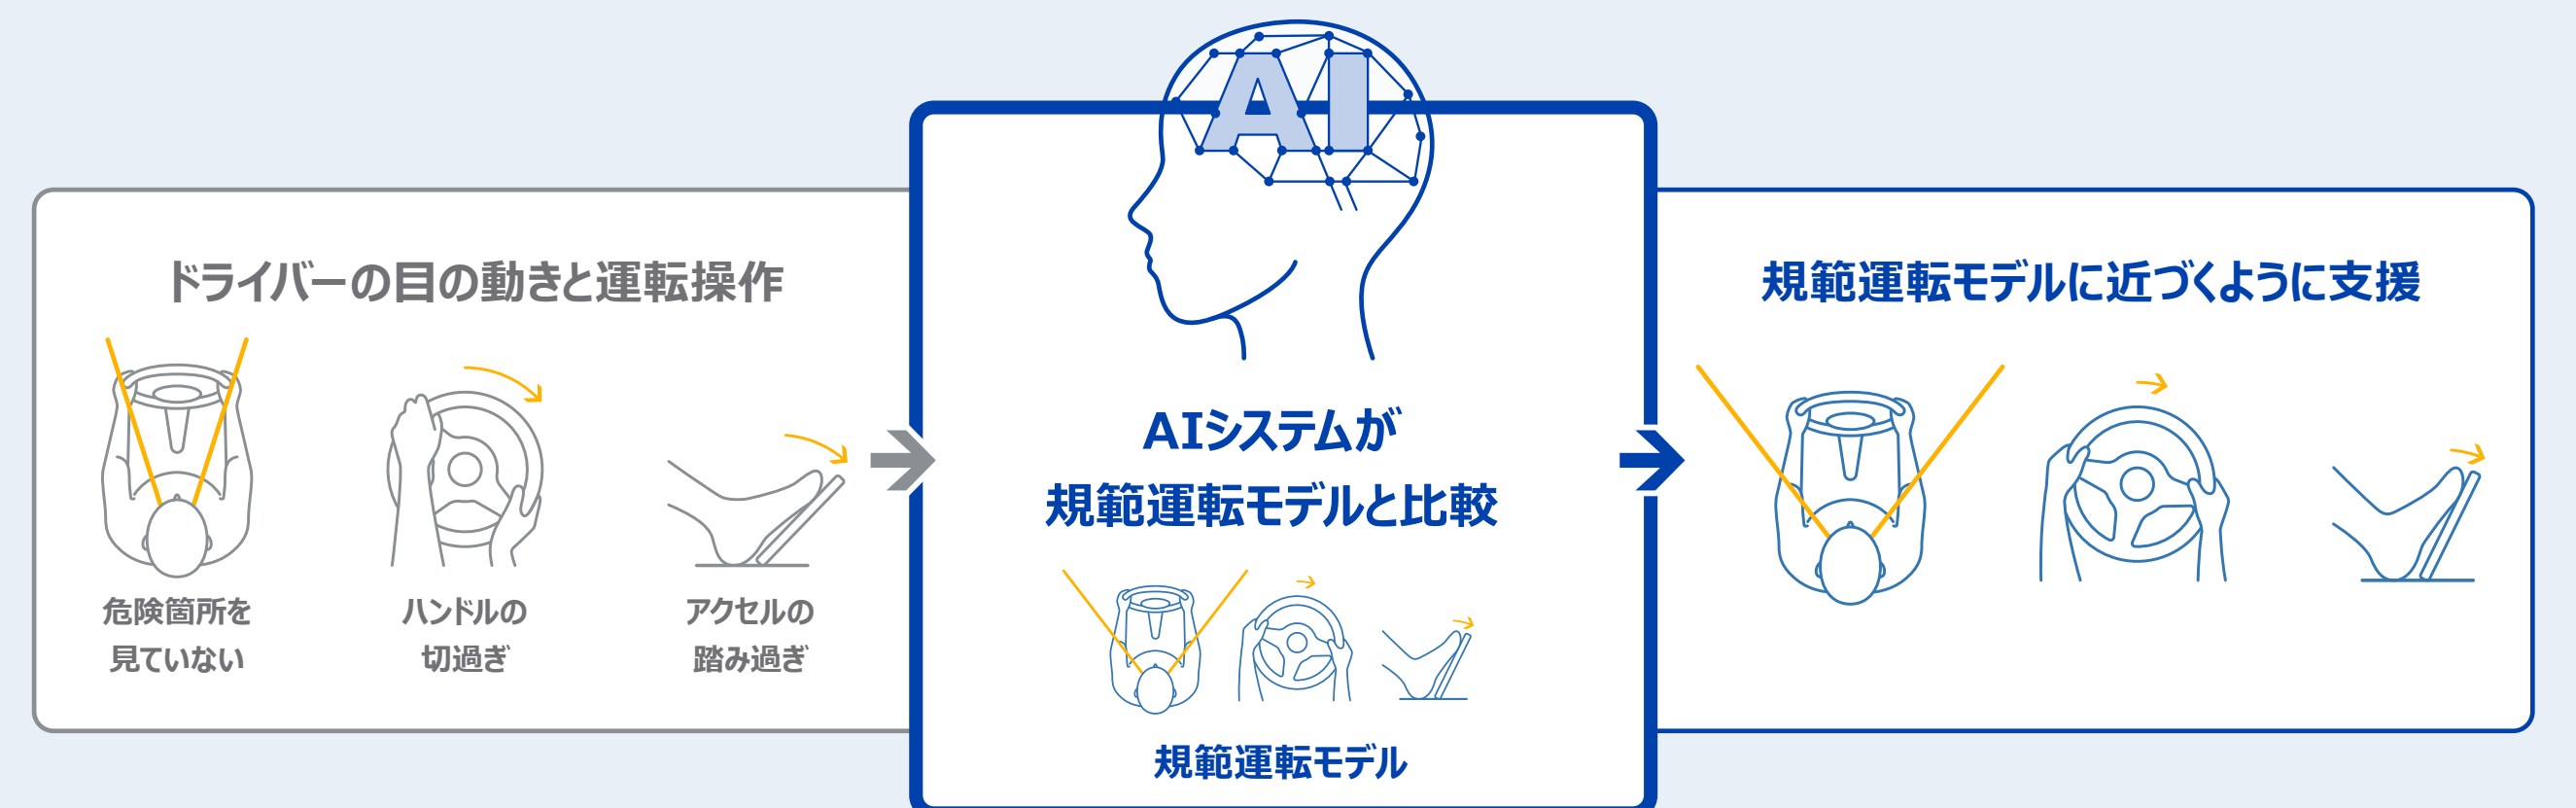 ドライバーの目の動きと運転操作
危険箇所を
見ていない
ハンドルの
切過ぎ
アクセルの
踏み過ぎ
AI
AIシステムが
規範運転モデルと比較
規範運転モデル
規範運転モデルに近づくように支援